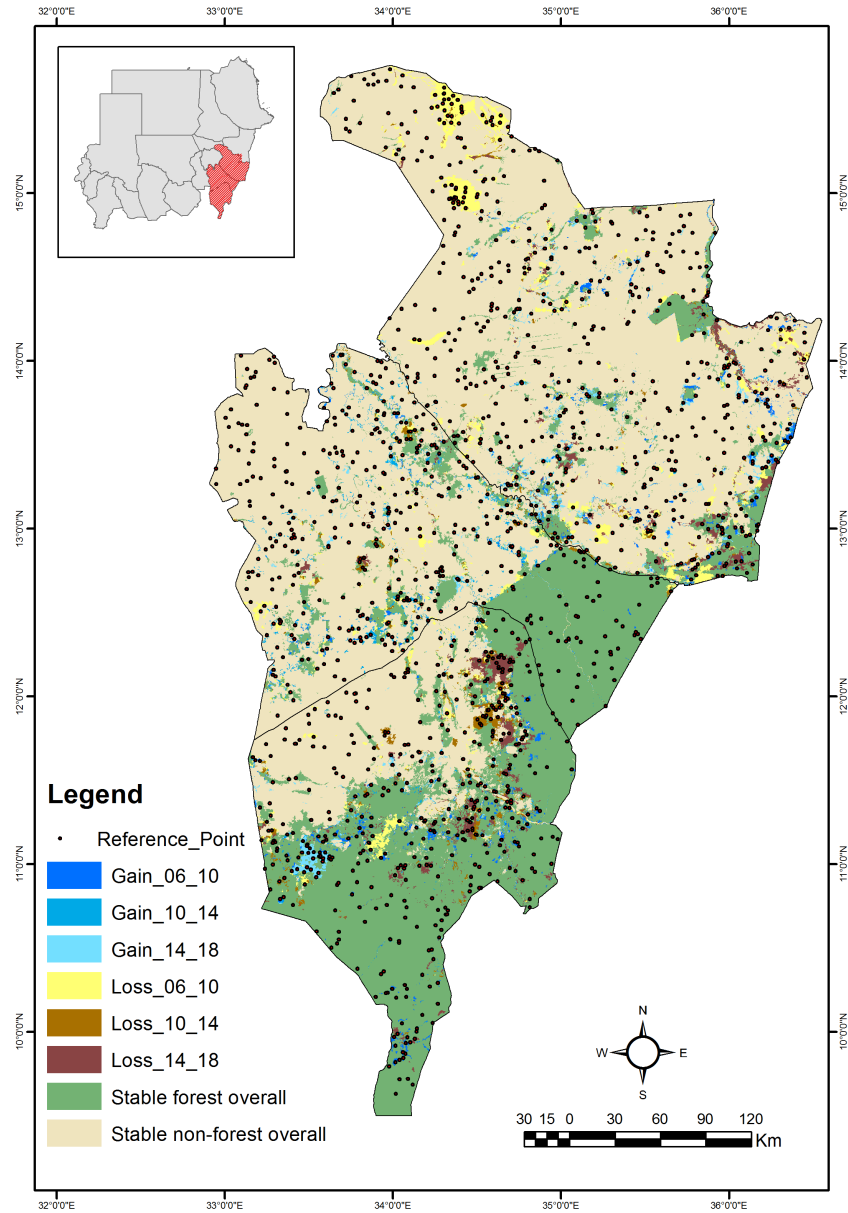 32°0'0"E 33°0'0"E 34°0'0"E 35°0'0"E 36°0'0"E
15°0'0"N 15°0'0"N
14°0'0"N 14°0'0"N
13°0'0"N 13°0'0"N
12°0'0"N 12°0'0"N
11°0'0"N 11°0'0"N
10°0'0"N 10°0'0"N
Legend
Reference_Point
Gain_06_10
Gain_10_14
Gain_14_18
Loss_06_10
Loss_10_14
Loss_14_18
Stable forest overall
Stable non-forest overall
N
W E
S
30 15 0 30 60 90 120
Km
32°0'0"E 33°0'0"E 34°0'0"E 35°0'0"E 36°0'0"E